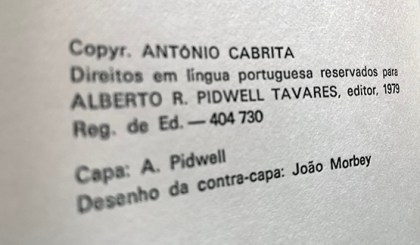 Copyr. ANTÓNIO CABRITA
Direitos em língua portuguesa reservados para
ALBERTO R. PIDWELL TAVARES, editor, 1979
Reg. de Ed. — 404 730
Capa: A. Pidwell
Desenho da contra-capa: João Morbey